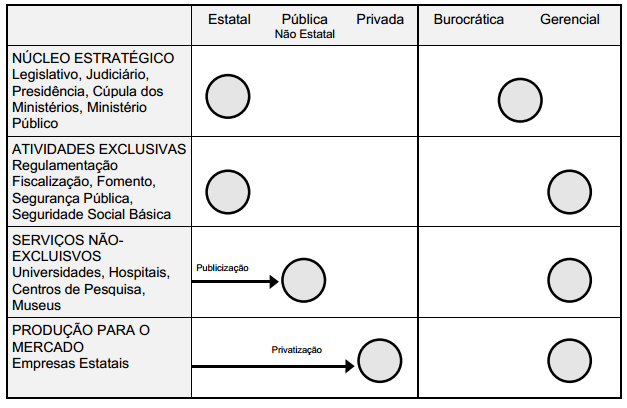 Estatal Pública Privada Burocrática Gerencial
Não Estatal
NÚCLEO ESTRATÉGICO
Legislativo, Judiciário,
Presidência, Cúpula dos
Ministérios, Ministério
Público
ATIVIDADES EXCLUSIVAS
Regulamentação
Fiscalização, Fomento,
Segurança Pública,
Seguridade Social Básica
SERVIÇOS NÃO-
EXCLUISVOS
Universidades, Hospitais,
Centros de Pesquisa,
Museus
Publicização
PRODUÇÃO PARA O
MERCADO
Empresas Estatais
Privatização